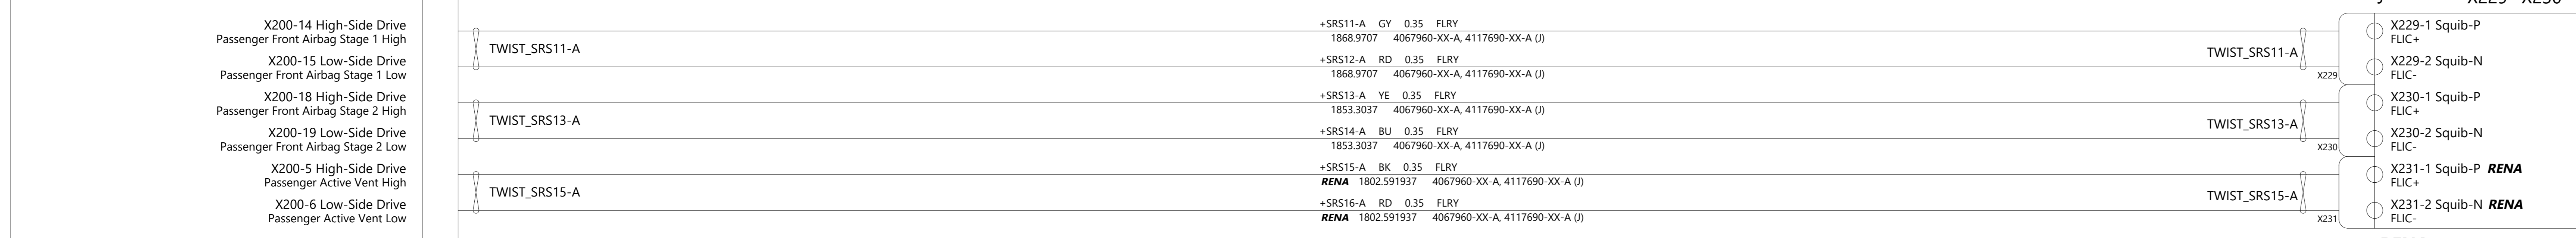 X200-14 High-Side Drive
Passenger Front Airbag Stage 1 High
X200-15 Low-Side Drive
Passenger Front Airbag Stage 1 Low
X200-18 High-Side Drive
Passenger Front Airbag Stage 2 High
X200-19 Low-Side Drive
Passenger Front Airbag Stage 2 Low
X200-5 High-Side Drive
Passenger Active Vent High
X200-6 Low-Side Drive
Passenger Active Vent Low
TWIST_SRS11-A
TWIST_SRS13-A
TWIST_SRS15-A
+SRS11-A GY 0.35 FLRY
1868.9707 4067960-XX-A, 4117690-XX-A (J)
+SRS12-A RD 0.35 FLRY
1868.9707 4067960-XX-A, 4117690-XX-A (J)
+SRS13-A YE 0.35 FLRY
1853.3037 4067960-XX-A, 4117690-XX-A (J)
+SRS14-A BU 0.35 FLRY
1853.3037 4067960-XX-A, 4117690-XX-A (J)
+SRS15-A BK 0.35 FLRY
RENA 1802.591937 4067960-XX-A, 4117690-XX-A (J)
+SRS16-A RD 0.35 FLRY
RENA 1802.591937 4067960-XX-A, 4117690-XX-A (J)
TWIST_SRS11-A
X229
TWIST_SRS13-A
X230
TWIST_SRS15-A
X231
X229-1 Squib-P
FLIC+
X229-2 Squib-N
FLIC-
X230-1 Squib-P
FLIC+
X230-2 Squib-N
FLIC-
X231-1 Squib-P RENA
FLIC+
X231-2 Squib-N RENA
FLIC-